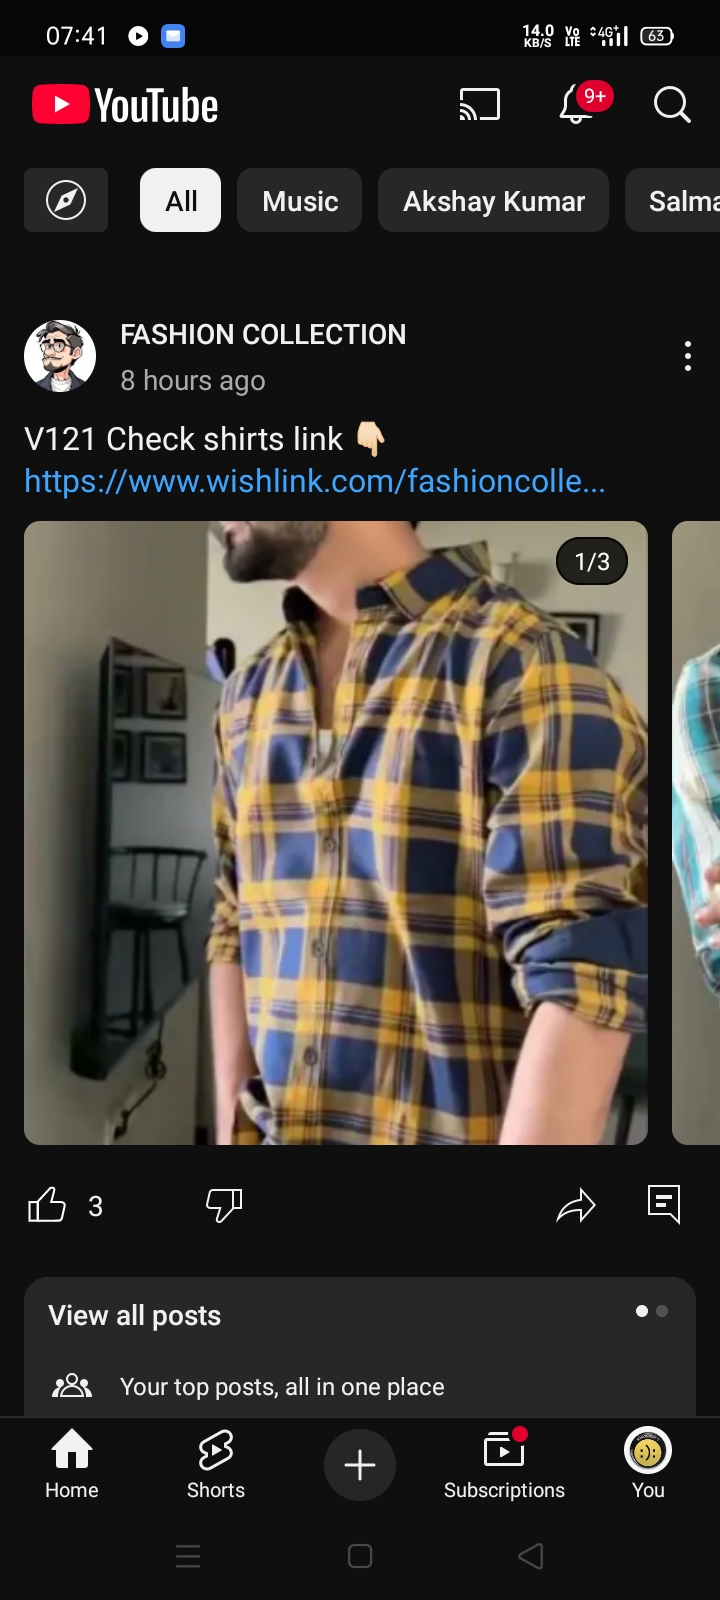 07:41
14.0 KB/S
Vo LTE
4G+
63
YouTube
9+
All
Music
Akshay Kumar
Salma
FASHION COLLECTION
8 hours ago
V121 Check shirts link 👇🏻
https://www.wishlink.com/fashioncolle...
1/3
3
View all posts
Your top posts, all in one place
Home
Shorts
Subscriptions
You